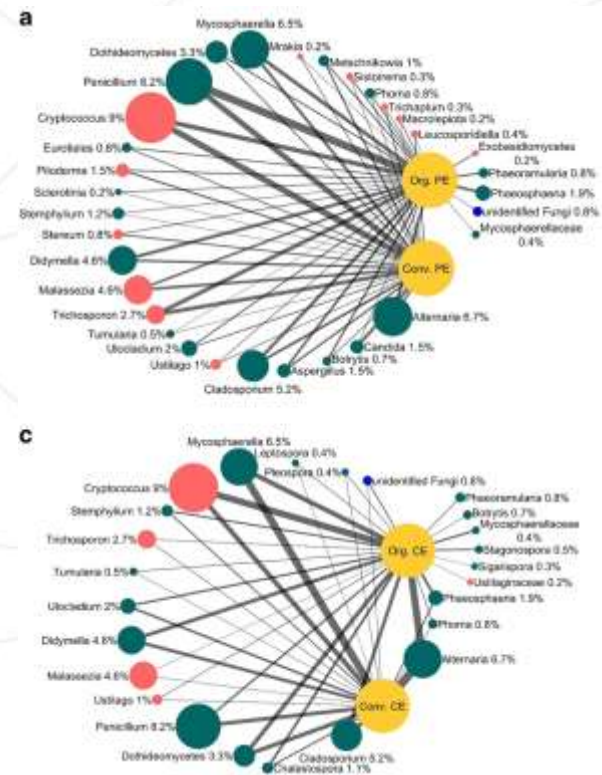 a
Mycosphaerella 6.5%
Dothideomycetes 3.3%
Mrakia 0.2%
Metschnikowia 1%
Sistotrema 0.3%
Penicillium 8.2%
Phoma 0.8%
Trichaptum 0.3%
Cryptococcus 9%
Macrolepiota 0.2%
Leucosporidiella 0.4%
Eurotiales 0.8%
Exobasidiomycetes
0.2%
Piloderma 1.5%
Org. PE
Phaeoramularia 0.8%
Sclerotinia 0.2%
Phaeosphaeria 1.9%
Stemphylium 1.2%
unidentified Fungi 0.8%
Stereum 0.8%
Mycosphaerellaceae
0.4%
Didymella 4.8%
Conv. PE
Malassezia 4.6%
Trichosporon 2.7%
Alternaria 6.7%
Tumularia 0.5%
Ulocladium 2%
Candida 1.5%
Ustilago 1%
Botrytis 0.7%
Aspergillus 1.5%
Cladosporium 5.2%
c
Mycosphaerella 6.5%
Leptospora 0.4%
Pleospora 0.4%
unidentified Fungi 0.8%
Cryptococcus 9%
Phaeoramularia 0.8%
Stemphylium 1.2%
Botrytis 0.7%
Mycosphaerellaceae
0.4%
Trichosporon 2.7%
Org. CE
Stagonospora 0.5%
Tumularia 0.5%
Sigarispora 0.3%
Ustilaginaceae 0.2%
Ulocladium 2%
Phaeosphaeria 1.9%
Didymella 4.8%
Phoma 0.8%
Alternaria 6.7%
Malassezia 4.6%
Ustilago 1%
Conv. CE
Penicillium 8.2%
Dothideomycetes 3.3%
Cladosporium 5.2%
Chalastospora 1.1%